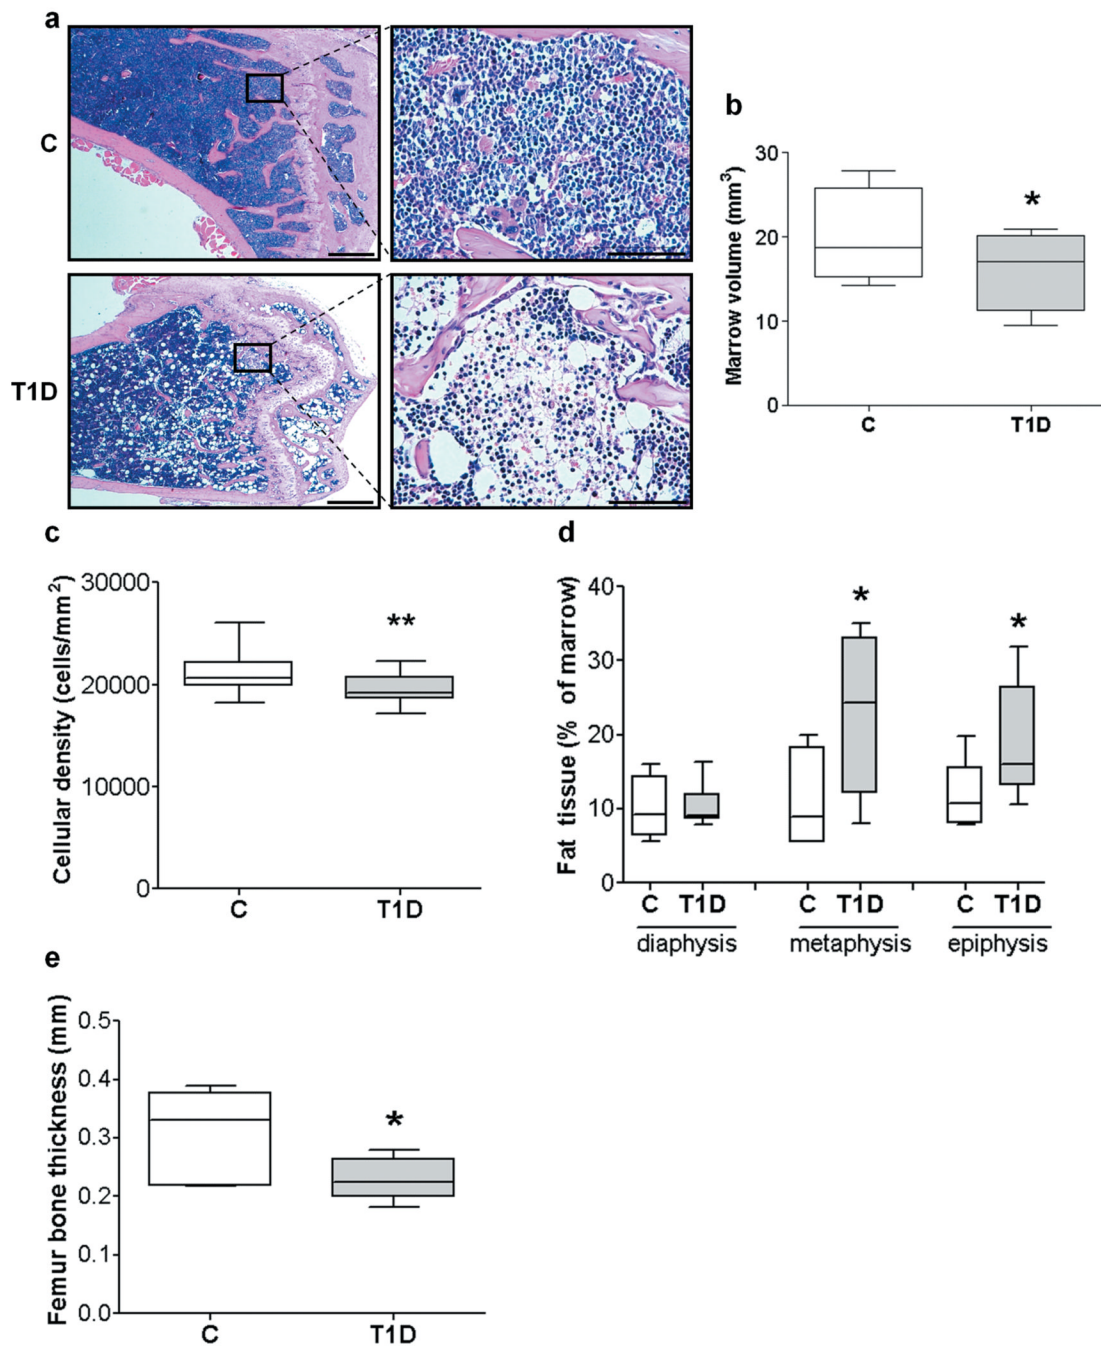 a
C
T1D
b
Marrow volume (mm³)
30
20
10
0
*
C T1D
c
Cellular density (cells/mm²)
30000
20000
10000
0
**
C T1D
d
Fat tissue (% of marrow)
40
30
20
10
0
* *
C T1D C T1D C T1D
diaphysis metaphysis epiphysis
e
Femur bone thickness (mm)
0.5
0.4
0.3
0.2
0.1
0.0
*
C T1D